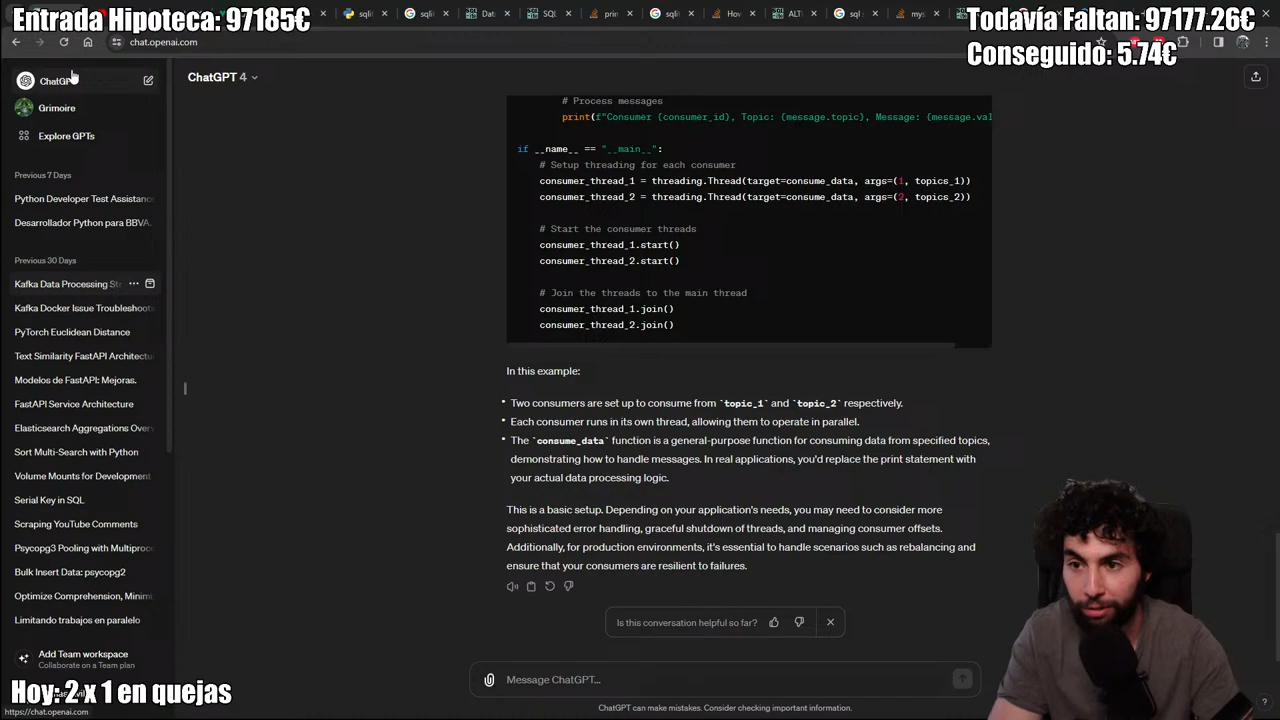 Entrada Hipoteca: 97185€
Todavía Faltan: 97177.26€
Conseguido: 5.74€
chat.openai.com
ChatGPT
Grimoire
Explore GPTs
Previous 7 Days
Python Developer Test Assistanc
Desarrollador Python para BBVA.
Previous 30 Days
Kafka Data Processing Str
Kafka Docker Issue Troubleshoot
PyTorch Euclidean Distance
Text Similarity FastAPI Architectu
Modelos de FastAPI: Mejoras.
FastAPI Service Architecture
Elasticsearch Aggregations Over
Sort Multi-Search with Python
Volume Mounts for Development
Serial Key in SQL
Scraping YouTube Comments
Psycopg3 Pooling with Multiproc
Bulk Insert Data: psycopg2
Optimize Comprehension, Minim
Limitando trabajos en paralelo
Add Team workspace
Collaborate on a Team plan
Hoy: 2 x 1 en quejas
https://chat.openai.com
ChatGPT 4
# Process messages
print(f"Consumer {consumer_id}, Topic: {message.topic}, Message: {message.val
if __name__ == "__main__":
# Setup threading for each consumer
consumer_thread_1 = threading.Thread(target=consume_data, args=(1, topics_1))
consumer_thread_2 = threading.Thread(target=consume_data, args=(2, topics_2))
# Start the consumer threads
consumer_thread_1.start()
consumer_thread_2.start()
# Join the threads to the main thread
consumer_thread_1.join()
consumer_thread_2.join()
In this example:
• Two consumers are set up to consume from `topic_1` and `topic_2` respectively.
• Each consumer runs in its own thread, allowing them to operate in parallel.
• The `consume_data` function is a general-purpose function for consuming data from specified topics,
demonstrating how to handle messages. In real applications, you'd replace the print statement with
your actual data processing logic.
This is a basic setup. Depending on your application's needs, you may need to consider more
sophisticated error handling, graceful shutdown of threads, and managing consumer offsets.
Additionally, for production environments, it's essential to handle scenarios such as rebalancing and
ensure that your consumers are resilient to failures.
Is this conversation helpful so far?
Message ChatGPT...
ChatGPT can make mistakes. Consider checking important information.